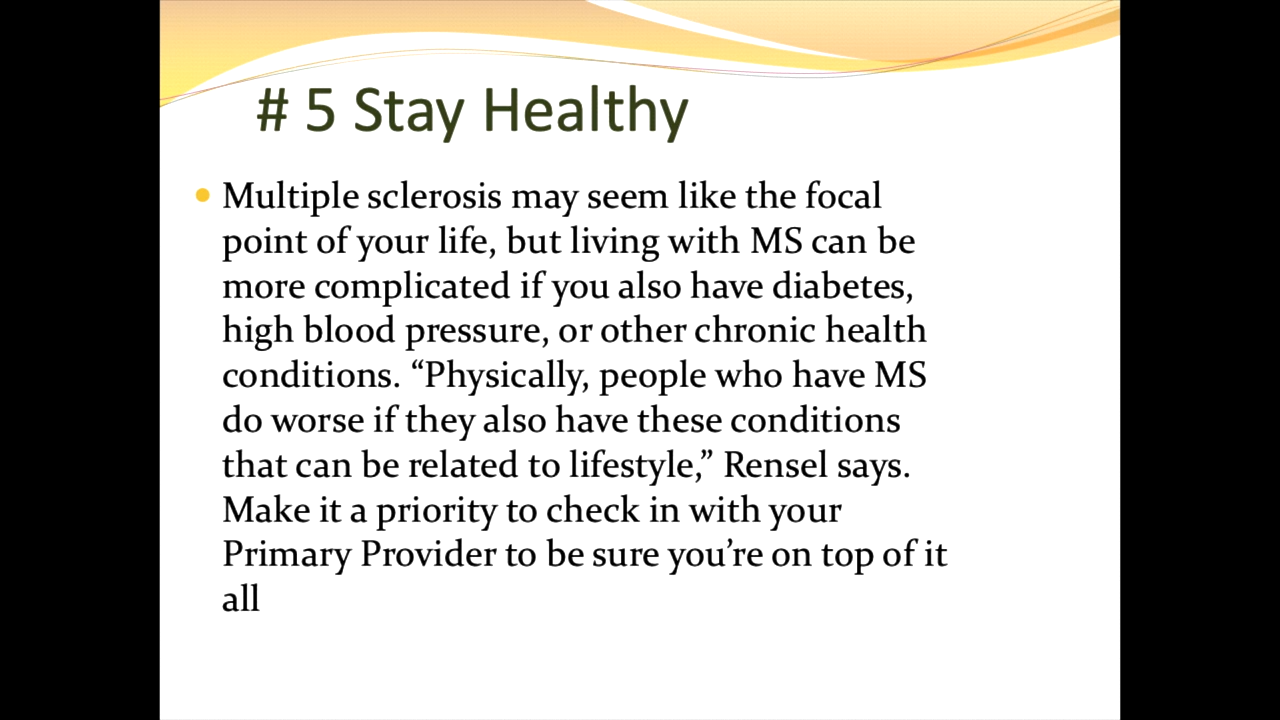 # 5 Stay Healthy
Multiple sclerosis may seem like the focal
point of your life, but living with MS can be
more complicated if you also have diabetes,
high blood pressure, or other chronic health
conditions. “Physically, people who have MS
do worse if they also have these conditions
that can be related to lifestyle,” Rensel says.
Make it a priority to check in with your
Primary Provider to be sure you’re on top of it
all